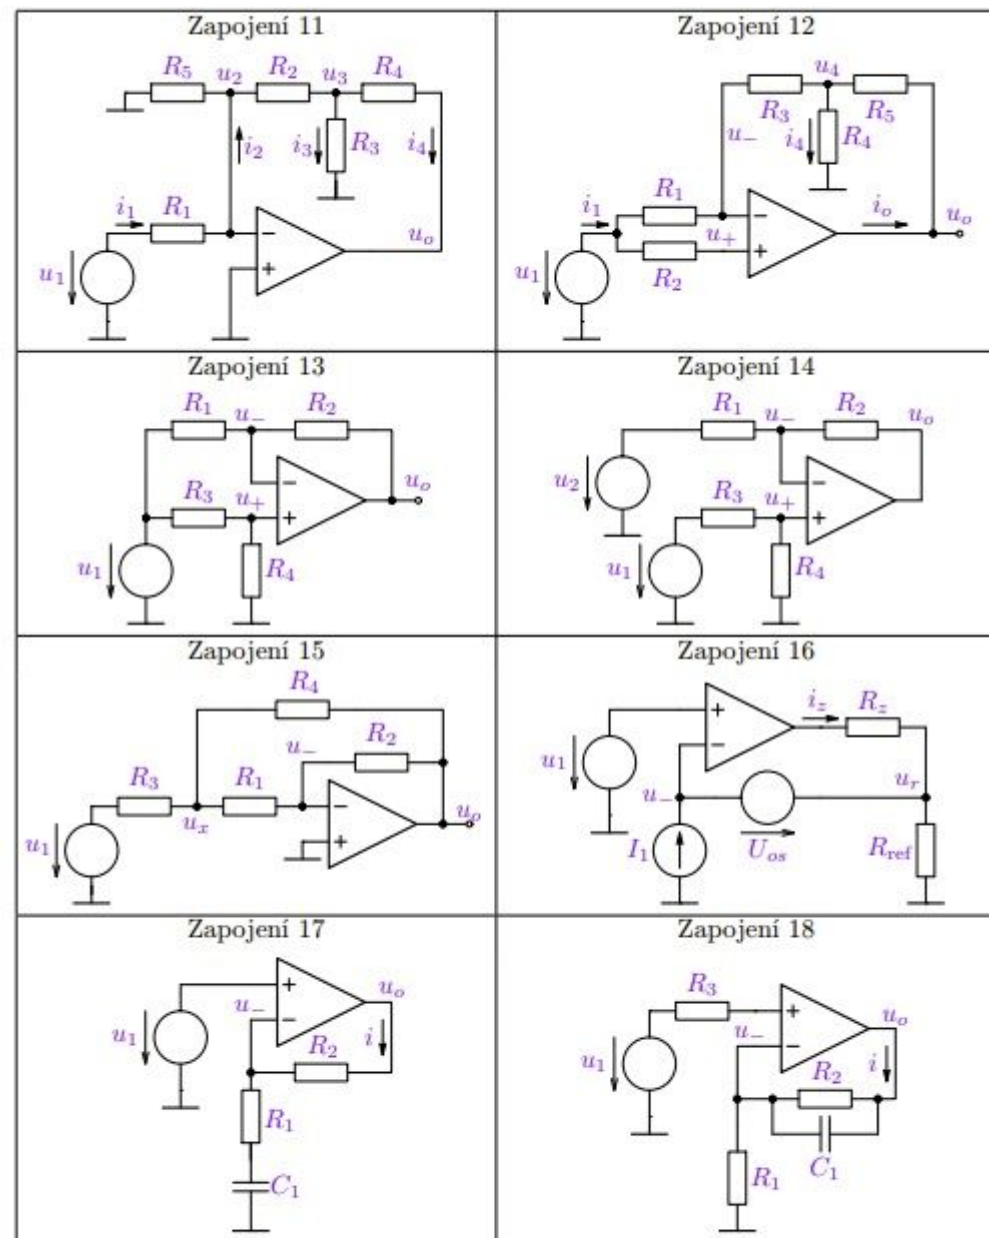 Zapojení 11
R5 u2 R2 u3 R4
i2 i3 R3 i4
i1 R1
−
+
uo
u1
Zapojení 12
u4
R3 R5
u− i4 R4
i1 R1
−
u+ +
R2
io uo
u1
Zapojení 13
R1 u− R2
−
R3 u+ +
uo
u1 R4
Zapojení 14
R1 u− R2 uo
u2
−
R3 u+ +
u1 R4
Zapojení 15
R4
u− R2
R3 R1
−
ux
+
uo
u1
Zapojení 16
+
−
iz Rz
u1
u− ur
I1 Uos Rref
Zapojení 17
+
u− −
uo
u1 i
R2
R1
C1
Zapojení 18
R3
+
u− −
uo
u1 i
R2
C1
R1